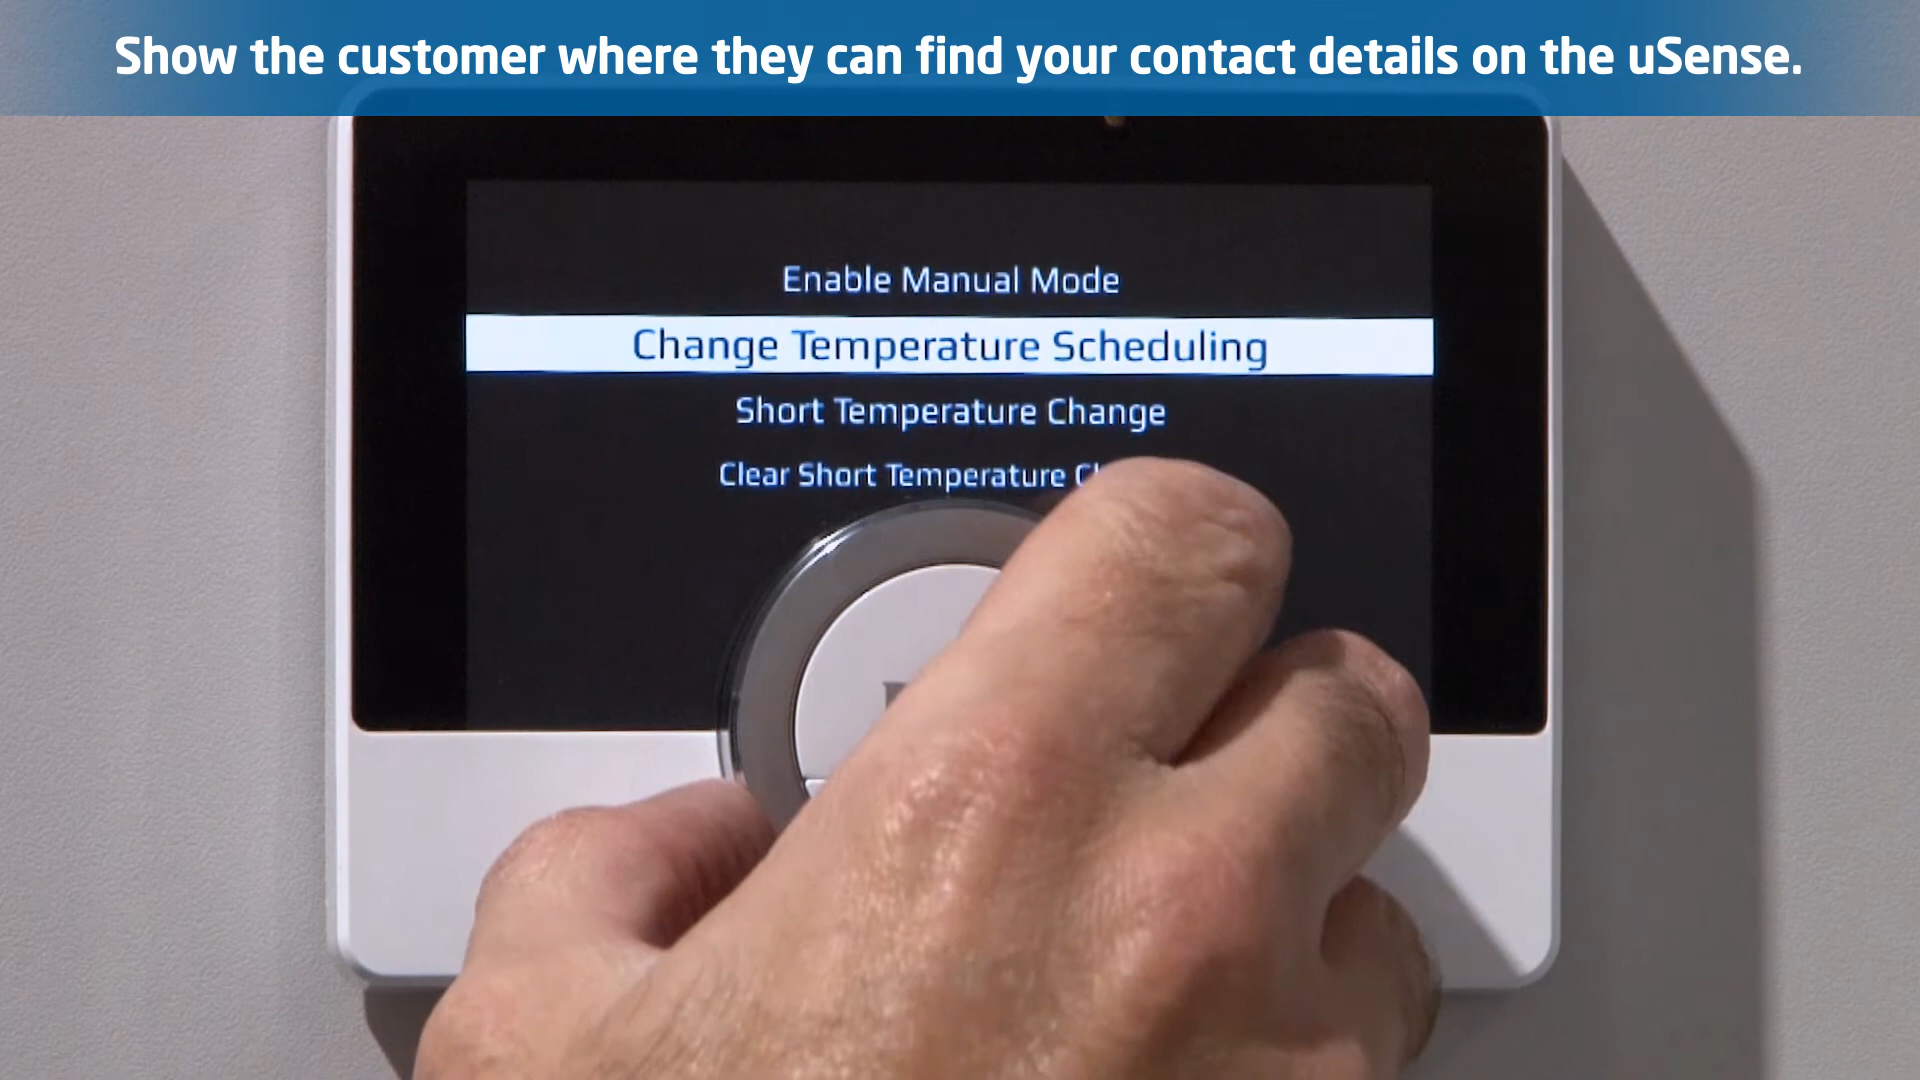 Show the customer where they can find your contact details on the uSense.
Enable Manual Mode
Change Temperature Scheduling
Short Temperature Change
Clear Short Temperature